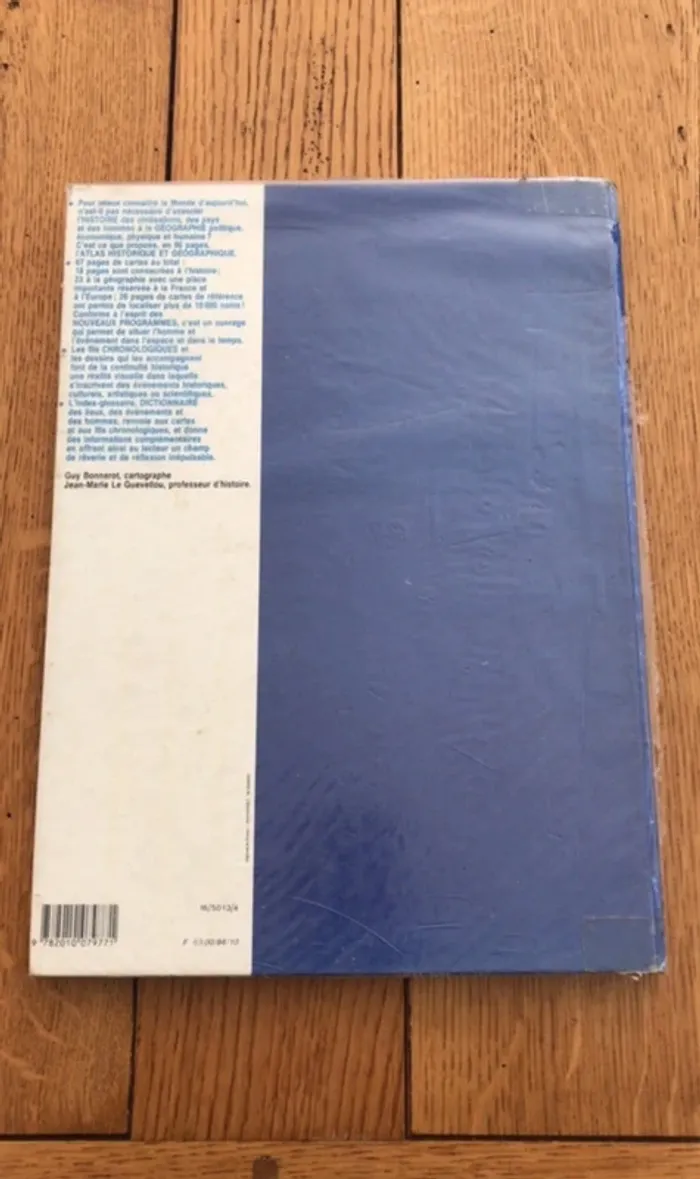 • Pour mieux connaître le Monde d'aujourd'hui,
n'est-il pas nécessaire d'associer
l'HISTOIRE des civilisations, des pays
et des hommes à la GÉOGRAPHIE politique,
économique, physique et humaine ?
C'est ce que propose, en 96 pages,
l'ATLAS HISTORIQUE ET GÉOGRAPHIQUE.
• 67 pages de cartes au total :
18 pages sont consacrées à l'histoire ;
23 à la géographie avec une place
importante réservée à la France et
à l'Europe ; 26 pages de cartes de référence
ont permis de localiser plus de 10 000 noms !
Conforme à l'esprit des
NOUVEAUX PROGRAMMES, c'est un ouvrage
qui permet de situer l'homme et
l'événement dans l'espace et dans le temps.
• Les fils CHRONOLOGIQUES et
les dessins qui les accompagnent
font de la continuité historique
une réalité visuelle dans laquelle
s'inscrivent des événements historiques,
culturels, artistiques ou scientifiques.
• L'index-glossaire, DICTIONNAIRE
des lieux, des événements et
des hommes, renvoie aux cartes
et aux fils chronologiques, et donne
des informations complémentaires
en offrant ainsi au lecteur un champ
de rêverie et de réflexion inépuisable.
Guy Bonnerot, cartographe
Jean-Marie Le Guevellou, professeur d'histoire.
16/5013/4
9 782010 079771